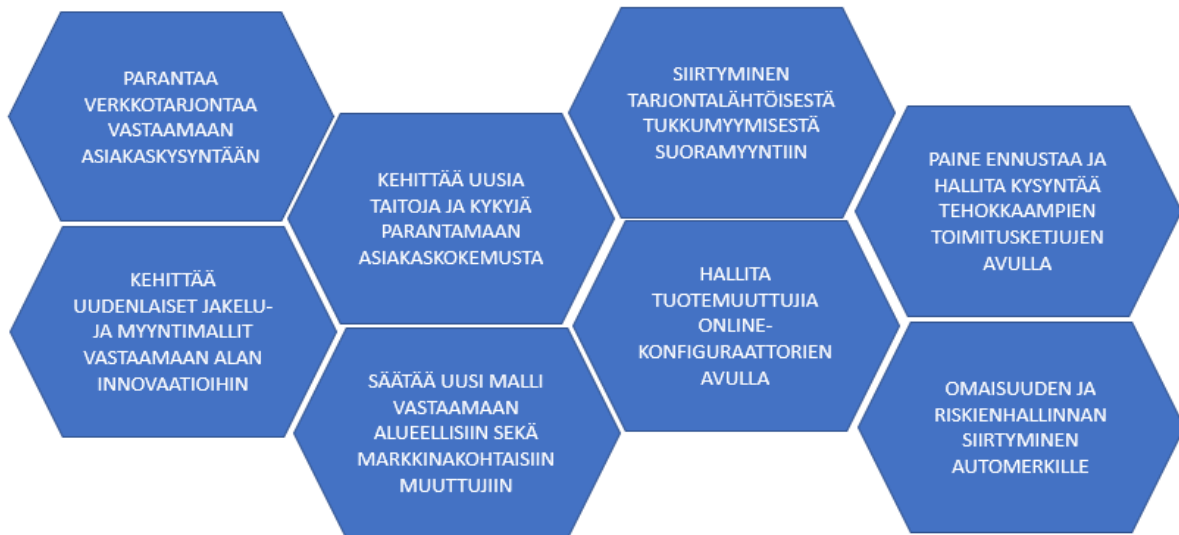 PARANTAA
VERKKOTARJONTAA
VASTAAMAAN
ASIAKASKYSYNTÄÄN
KEHITTÄÄ
UUDENLAISET JAKELU-
JA MYYNTIMALLIT
VASTAAMAAN ALAN
INNOVAATIOIHIN
KEHITTÄÄ UUSIA
TAITOJA JA KYKYJÄ
PARANTAMAAN
ASIAKASKOKEMUSTA
SÄÄTÄÄ UUSI MALLI
VASTAAMAAN
ALUEELLISIIN SEKÄ
MARKKINAKOHTAISIIN
MUUTTUJIIN
SIIRTYMINEN
TARJONTALÄHTÖISESTÄ
TUKKUMYYMISESTÄ
SUORAMYYNTIIN
HALLITA
TUOTEMUUTTUJIA
ONLINE-
KONFIGURAATTORIEN
AVULLA
PAINE ENNUSTAA JA
HALLITA KYSYNTÄÄ
TEHOKKAAMPIEN
TOIMITUSKETJUJEN
AVULLA
OMAISUUDEN JA
RISKIENHALLINNAN
SIIRTYMINEN
AUTOMERKILLE